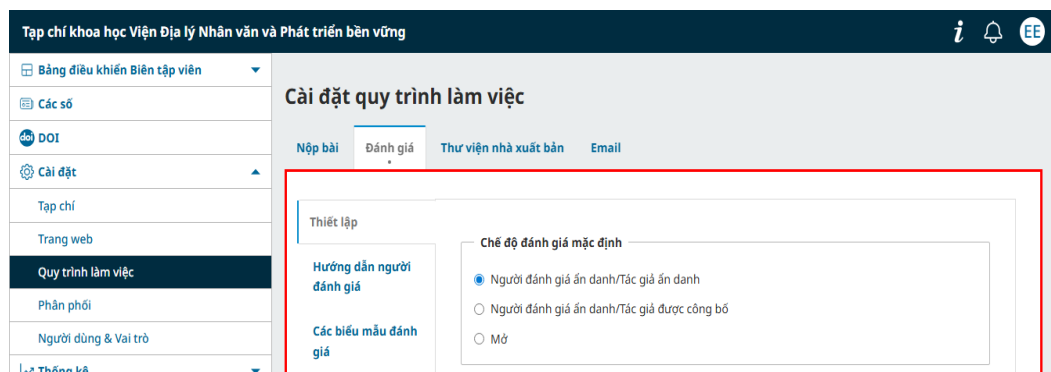 Tạp chí khoa học Viện Địa lý Nhân văn và Phát triển bền vững
i
EE
Bảng điều khiển Biên tập viên
Các số
doi DOI
Cài đặt
Tạp chí
Trang web
Quy trình làm việc
Phân phối
Người dùng & Vai trò
Thống kê
Cài đặt quy trình làm việc
Nộp bài Đánh giá Thư viện nhà xuất bản Email
Thiết lập
Hướng dẫn người
đánh giá
Các biểu mẫu đánh
giá
Chế độ đánh giá mặc định
Người đánh giá ẩn danh/Tác giả ẩn danh
Người đánh giá ẩn danh/Tác giả được công bố
Mở